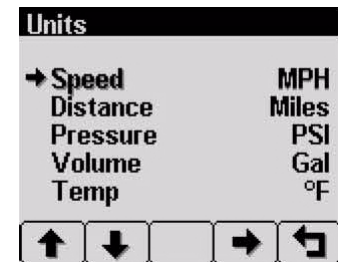 Units
Speed MPH
Distance Miles
Pressure PSI
Volume Gal
Temp °F